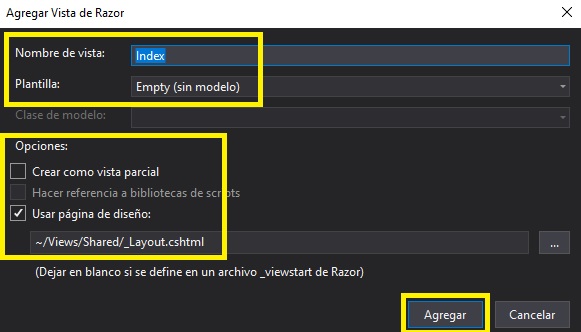 Agregar Vista de Razor
Nombre de vista: Index
Plantilla: Empty (sin modelo)
Clase de modelo:
Opciones:
Crear como vista parcial
Hacer referencia a bibliotecas de scripts
Usar página de diseño:
~/Views/Shared/_Layout.cshtml ...
(Dejar en blanco si se define en un archivo _viewstart de Razor)
Agregar Cancelar